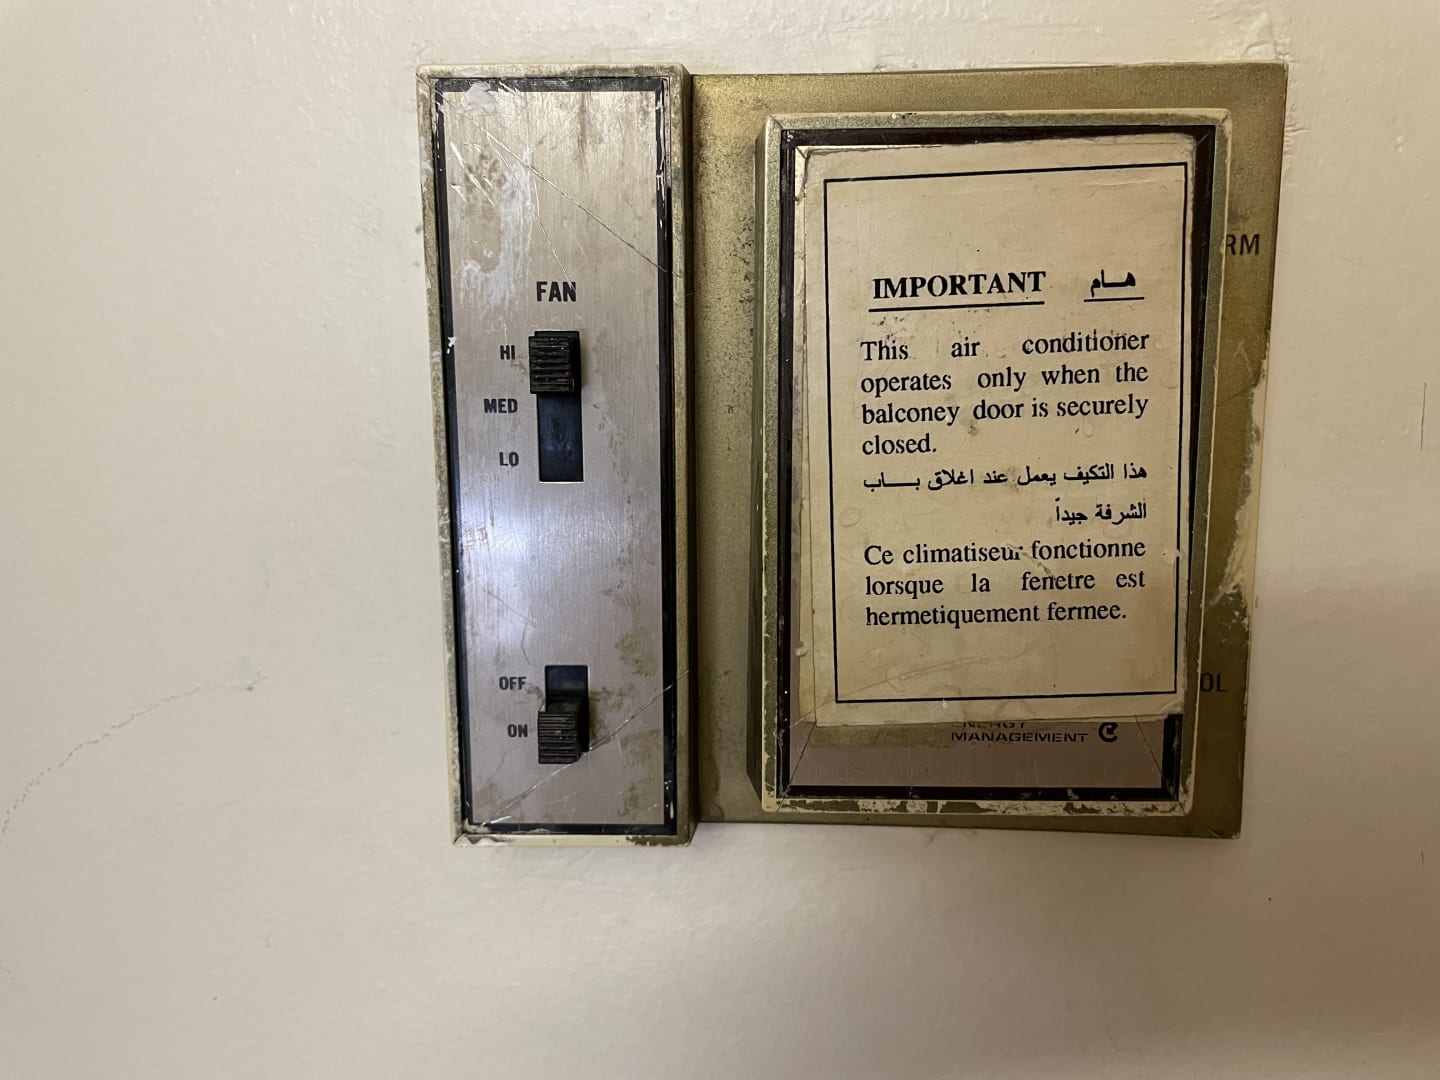 FAN
HI
MED
LO
OFF
ON
IMPORTANT هـام
This air conditioner
operates only when the
balconey door is securely
closed.
هذا التكيف يعمل عند اغلاق بـــاب
الشرفة جيداً
Ce climatiseur fonctionne
lorsque la fenetre est
hermetiquement fermee.
MANAGEMENT
RM
OL